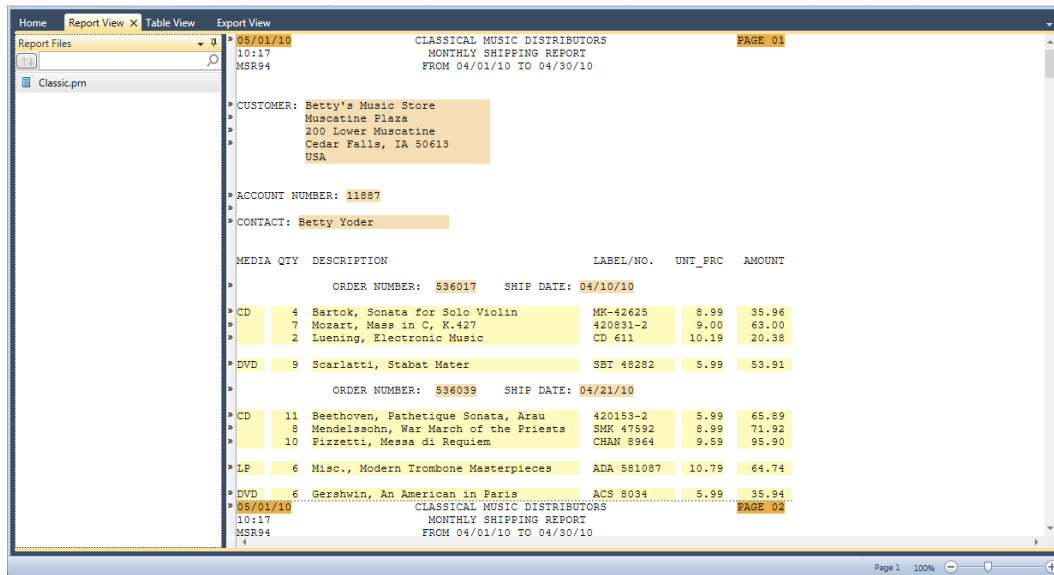 Home Report View X Table View Export View
Report Files
Classic.prn
05/01/10 CLASSICAL MUSIC DISTRIBUTORS PAGE 01
10:17 MONTHLY SHIPPING REPORT
MSR94 FROM 04/01/10 TO 04/30/10
CUSTOMER: Betty's Music Store
Muscatine Plaza
200 Lower Muscatine
Cedar Falls, IA 50613
USA
ACCOUNT NUMBER: 11887
CONTACT: Betty Yoder
MEDIA QTY DESCRIPTION LABEL/NO. UNT_PRC AMOUNT
ORDER NUMBER: 536017 SHIP DATE: 04/10/10
CD 4 Bartok, Sonata for Solo Violin MK-42625 8.99 35.96
7 Mozart, Mass in C, K.427 420831-2 9.00 63.00
2 Luening, Electronic Music CD 611 10.19 20.38
DVD 9 Scarlatti, Stabat Mater SBT 48282 5.99 53.91
ORDER NUMBER: 536039 SHIP DATE: 04/21/10
CD 11 Beethoven, Pathetique Sonata, Arau 420153-2 5.99 65.89
8 Mendelssohn, War March of the Priests SMK 47592 8.99 71.92
10 Pizzetti, Messa di Requiem CHAN 8964 9.59 95.90
LP 6 Misc., Modern Trombone Masterpieces ADA 581087 10.79 64.74
DVD 6 Gershwin, An American in Paris ACS 8034 5.99 35.94
05/01/10 CLASSICAL MUSIC DISTRIBUTORS PAGE 02
10:17 MONTHLY SHIPPING REPORT
MSR94 FROM 04/01/10 TO 04/30/10
Page 1 100%